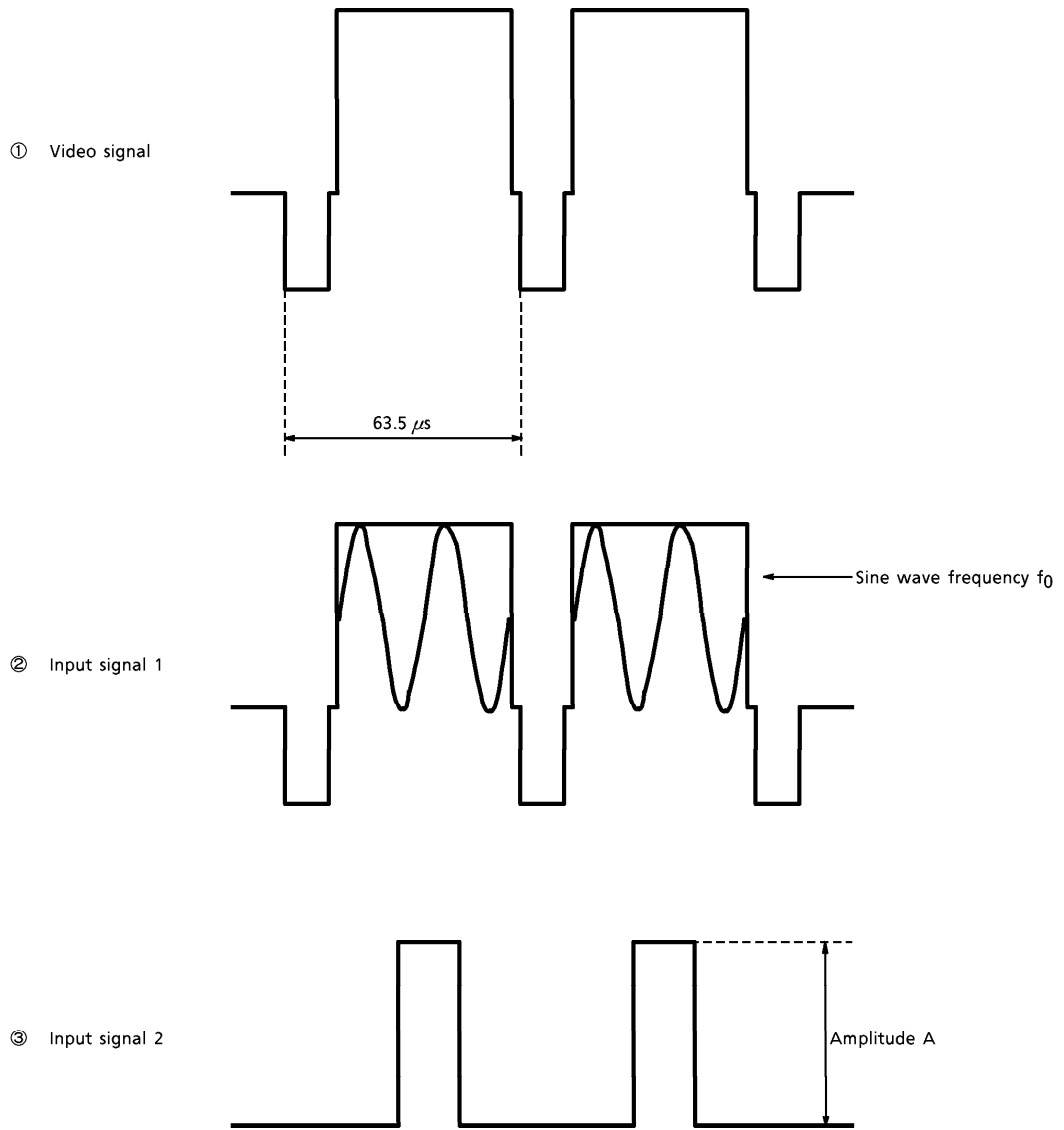 ① Video signal
63.5 μs
Sine wave frequency f0
② Input signal 1
③ Input signal 2
Amplitude A